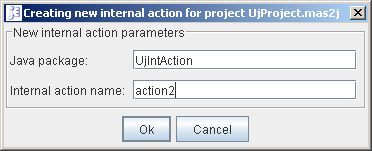 Creating new internal action for project UjProject.mas2j
New internal action parameters
Java package: UjIntAction
Internal action name: action2
Ok Cancel